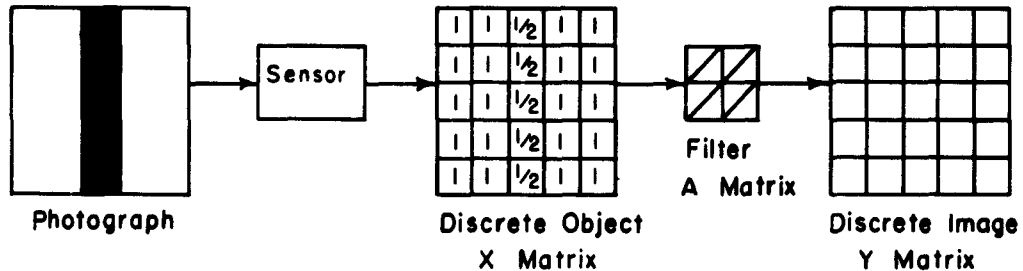 1 1 1/2 1 1
1 1 1/2 1 1
Sensor
1 1 1/2 1 1
1 1 1/2 1 1
1 1 1/2 1 1
Photograph
Discrete Object
X Matrix
Filter
A Matrix
Discrete Image
Y Matrix